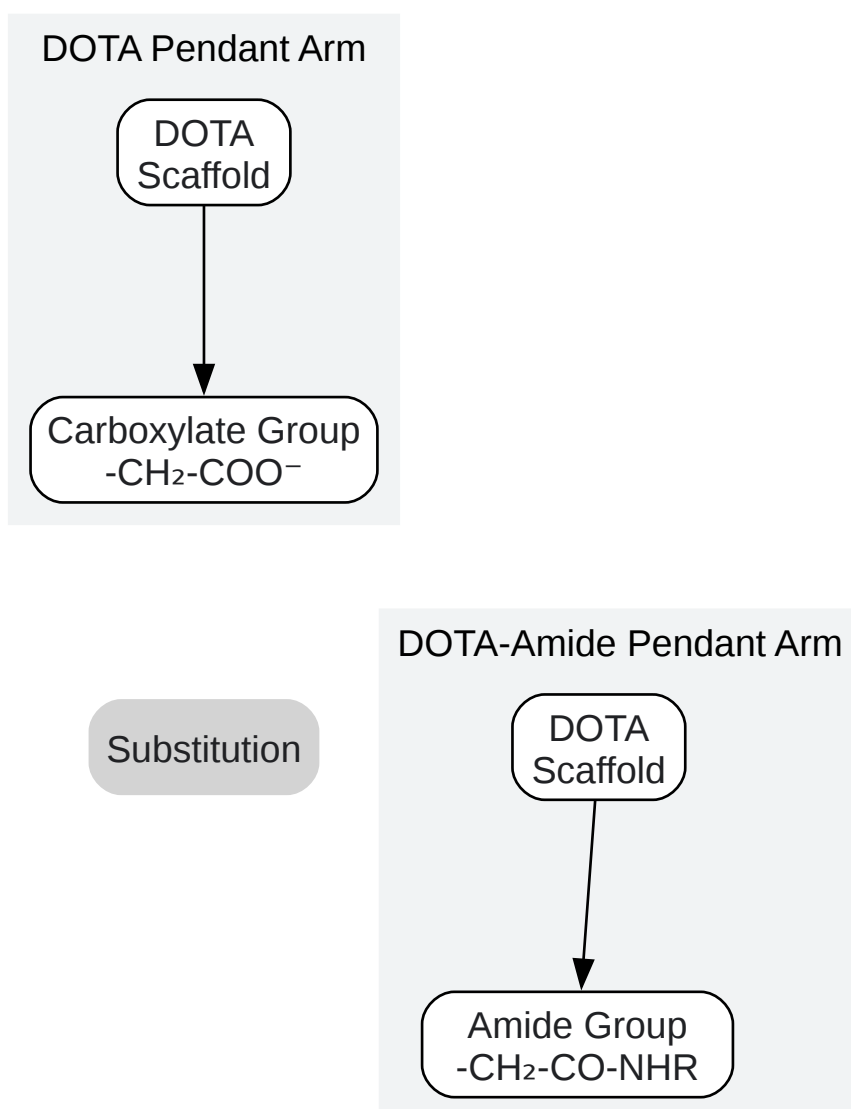 DOTA Pendant Arm
DOTA
Scaffold
Carboxylate Group
-CH₂-COO⁻
Substitution
DOTA-Amide Pendant Arm
DOTA
Scaffold
Amide Group
-CH₂-CO-NHR